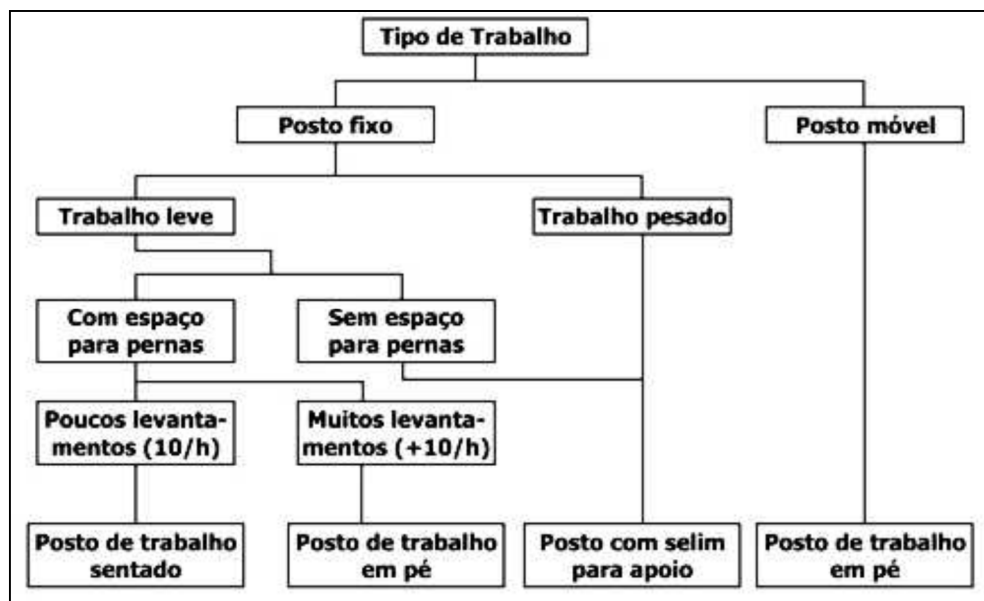 Tipo de Trabalho
Posto fixo
Posto móvel
Trabalho leve
Trabalho pesado
Com espaço
para pernas
Sem espaço
para pernas
Poucos levanta-
mentos (10/h)
Muitos levanta-
mentos (+10/h)
Posto de trabalho
sentado
Posto de trabalho
em pé
Posto com selim
para apoio
Posto de trabalho
em pé